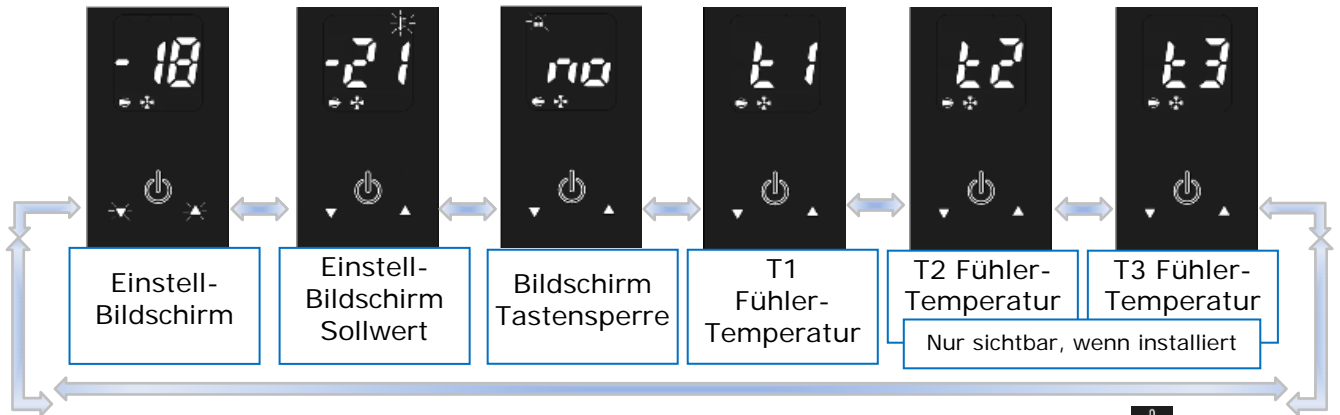 -18
-21
no
t1
t2
t3
Einstell-
Bildschirm
Einstell-
Bildschirm
Sollwert
Bildschirm
Tastensperre
T1
Fühler-
Temperatur
T2 Fühler-
Temperatur
T3 Fühler-
Temperatur
Nur sichtbar, wenn installiert